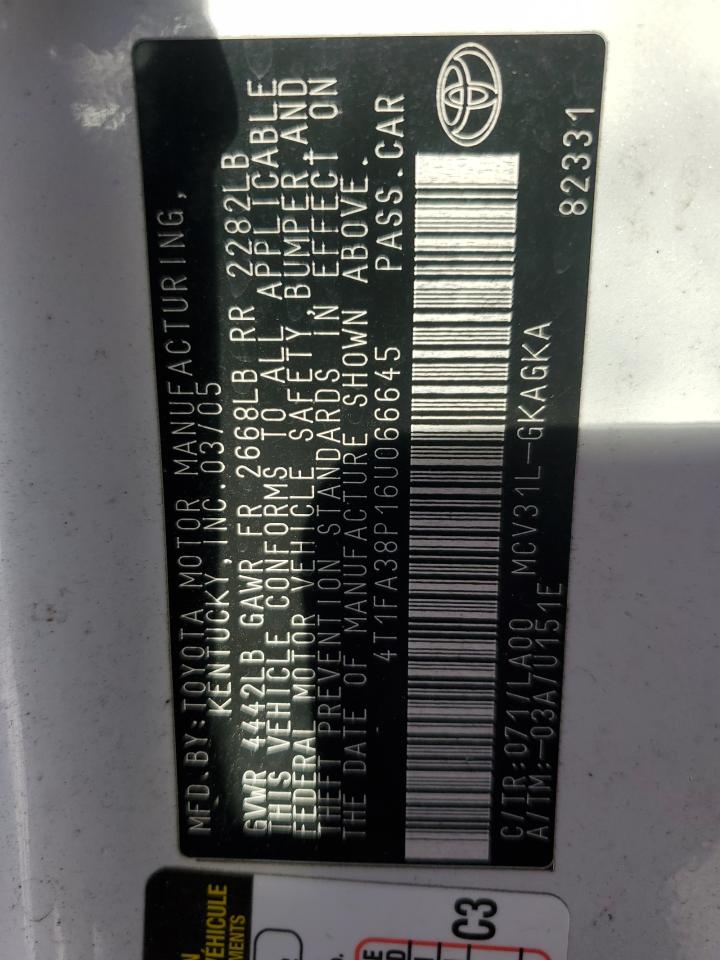 MFD.BY:TOYOTA MOTOR MANUFACTURING,
KENTUCKY,INC 03/05
GVWR 4442LB GAWR FR 2668LB RR 2282LB
THIS VEHICLE CONFORMS TO ALL APPLICABLE
FEDERAL MOTOR VEHICLE SAFETY, BUMPER AND
THEFT PREVENTION STANDARDS IN EFFECT ON
THE DATE OF MANUFACTURE SHOWN ABOVE.
4T1FA38P16U066645 PASS.CAR
C/TR:071/LA00 MCV31L-GKAGKA
A/TM:-03A/U151E
82331
VÉHICULE
C3